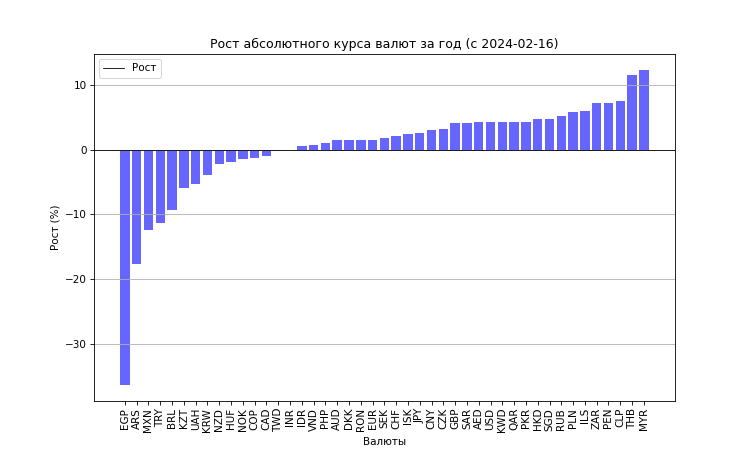 Рост абсолютного курса валют за год (с 2024-02-16)
Рост
10
0
−10
−20
−30
Рост (%)
EGP
ARS
MXN
TRY
BRL
KZT
UAH
KRW
NZD
HUF
NOK
COP
CAD
TWD
INR
IDR
VND
PHP
AUD
DKK
RON
EUR
SEK
CHF
ISK
JPY
CNY
CZK
GBP
SAR
AED
USD
KWD
QAR
PKR
HKD
SGD
RUB
PLN
ILS
ZAR
PEN
CLP
THB
MYR
Валюты